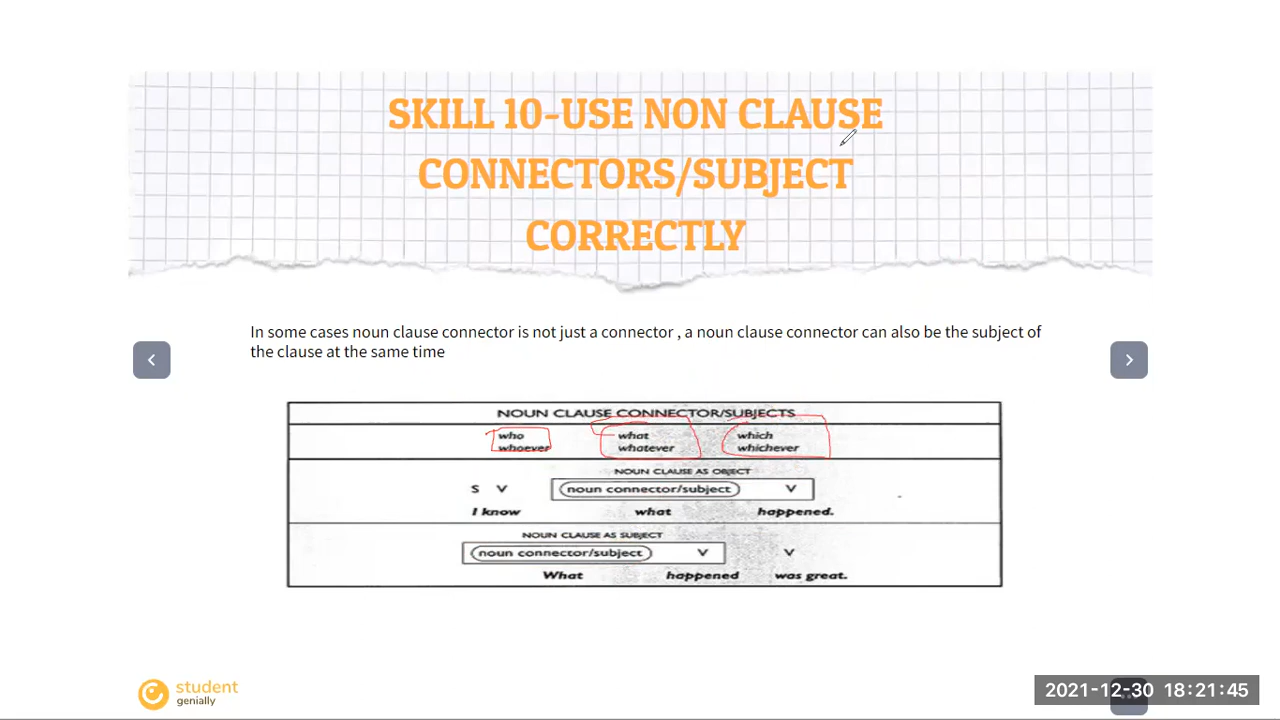 SKILL 10-USE NON CLAUSE
CONNECTORS/SUBJECT
CORRECTLY
In some cases noun clause connector is not just a connector , a noun clause connector can also be the subject of
the clause at the same time
NOUN CLAUSE CONNECTOR/SUBJECTS
who what which
whoever whatever whichever
NOUN CLAUSE AS OBJECT
S V noun connector/subject V
I know what happened.
NOUN CLAUSE AS SUBJECT
noun connector/subject V V
What happened was great.
student
genially
2021-12-30 18:21:45